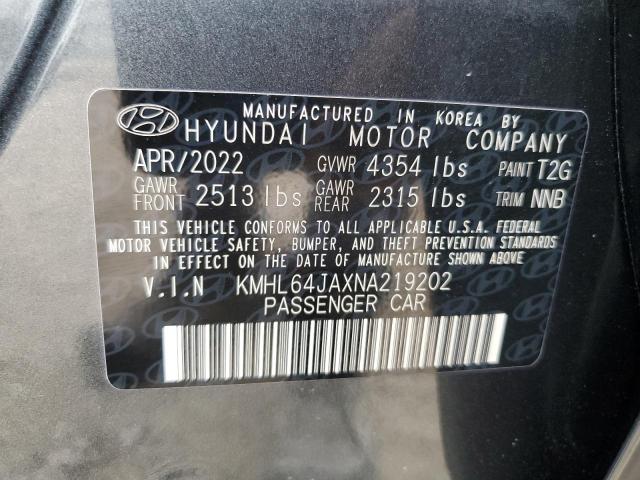 MANUFACTURED IN KOREA BY
HYUNDAI MOTOR COMPANY
APR/2022 GVWR 4354 lbs PAINT T2G
GAWR FRONT 2513 lbs GAWR REAR 2315 lbs TRIM NNB
THIS VEHICLE CONFORMS TO ALL APPLICABLE U.S.A. FEDERAL
MOTOR VEHICLE SAFETY, BUMPER, AND THEFT PREVENTION STANDARDS
IN EFFECT ON THE DATE OF MANUFACTURE SHOWN ABOVE.
V.I.N KMHL64JAXNA219202
PASSENGER CAR